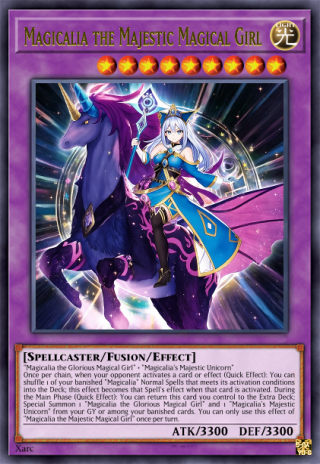 Magicalia the Majestic Magical Girl
LIGHT
光
[Spellcaster/Fusion/Effect]
"Magicalia the Glorious Magical Girl" + "Magicalia's Majestic Unicorn"
Once per chain, when your opponent activates a card or effect (Quick Effect): You can
shuffle 1 of your banished "Magicalia" Normal Spells that meets its activation conditions
into the Deck; this effect becomes that Spell's effect when that card is activated. During
the Main Phase (Quick Effect): You can return this card you control to the Extra Deck;
Special Summon 1 "Magicalia the Glorious Magical Girl" and 1 "Magicalia's Majestic
Unicorn" from your GY or among your banished cards. You can only use this effect of
"Magicalia the Majestic Magical Girl" once per turn.
ATK/3300 DEF/3300
Xarc